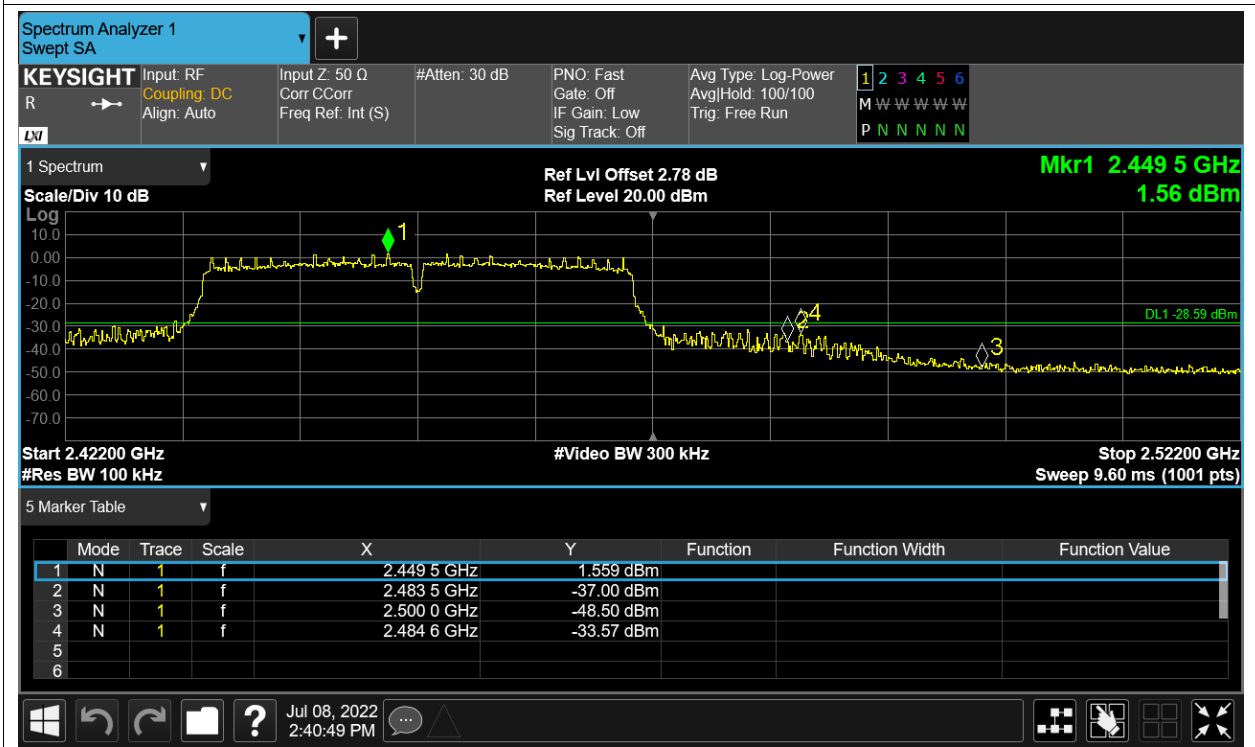 Spectrum Analyzer 1
Swept SA
KEYSIGHT Input: RF Input Z: 50 Ω #Atten: 30 dB PNO: Fast Avg Type: Log-Power 1 2 3 4 5 6
R Coupling: DC Corr CCorr Gate: Off Avg|Hold: 100/100 M W W W W W
Align: Auto Freq Ref: Int (S) IF Gain: Low Trig: Free Run
LXI Sig Track: Off P N N N N N
1 Spectrum Ref Lvl Offset 2.78 dB Mkr1 2.449 5 GHz
Scale/Div 10 dB Ref Level 20.00 dBm 1.56 dBm
Log
10.0 1
0.00
-10.0
-20.0
DL1 -28.59 dBm
-30.0 2 4
-40.0 3
-50.0
-60.0
-70.0
Start 2.42200 GHz #Video BW 300 kHz Stop 2.52200 GHz
#Res BW 100 kHz Sweep 9.60 ms (1001 pts)
5 Marker Table
Mode Trace Scale X Y Function Function Width Function Value
1 N 1 f 2.449 5 GHz 1.559 dBm
2 N 1 f 2.483 5 GHz -37.00 dBm
3 N 1 f 2.500 0 GHz -48.50 dBm
4 N 1 f 2.484 6 GHz -33.57 dBm
5
6
? Jul 08, 2022
2:40:49 PM